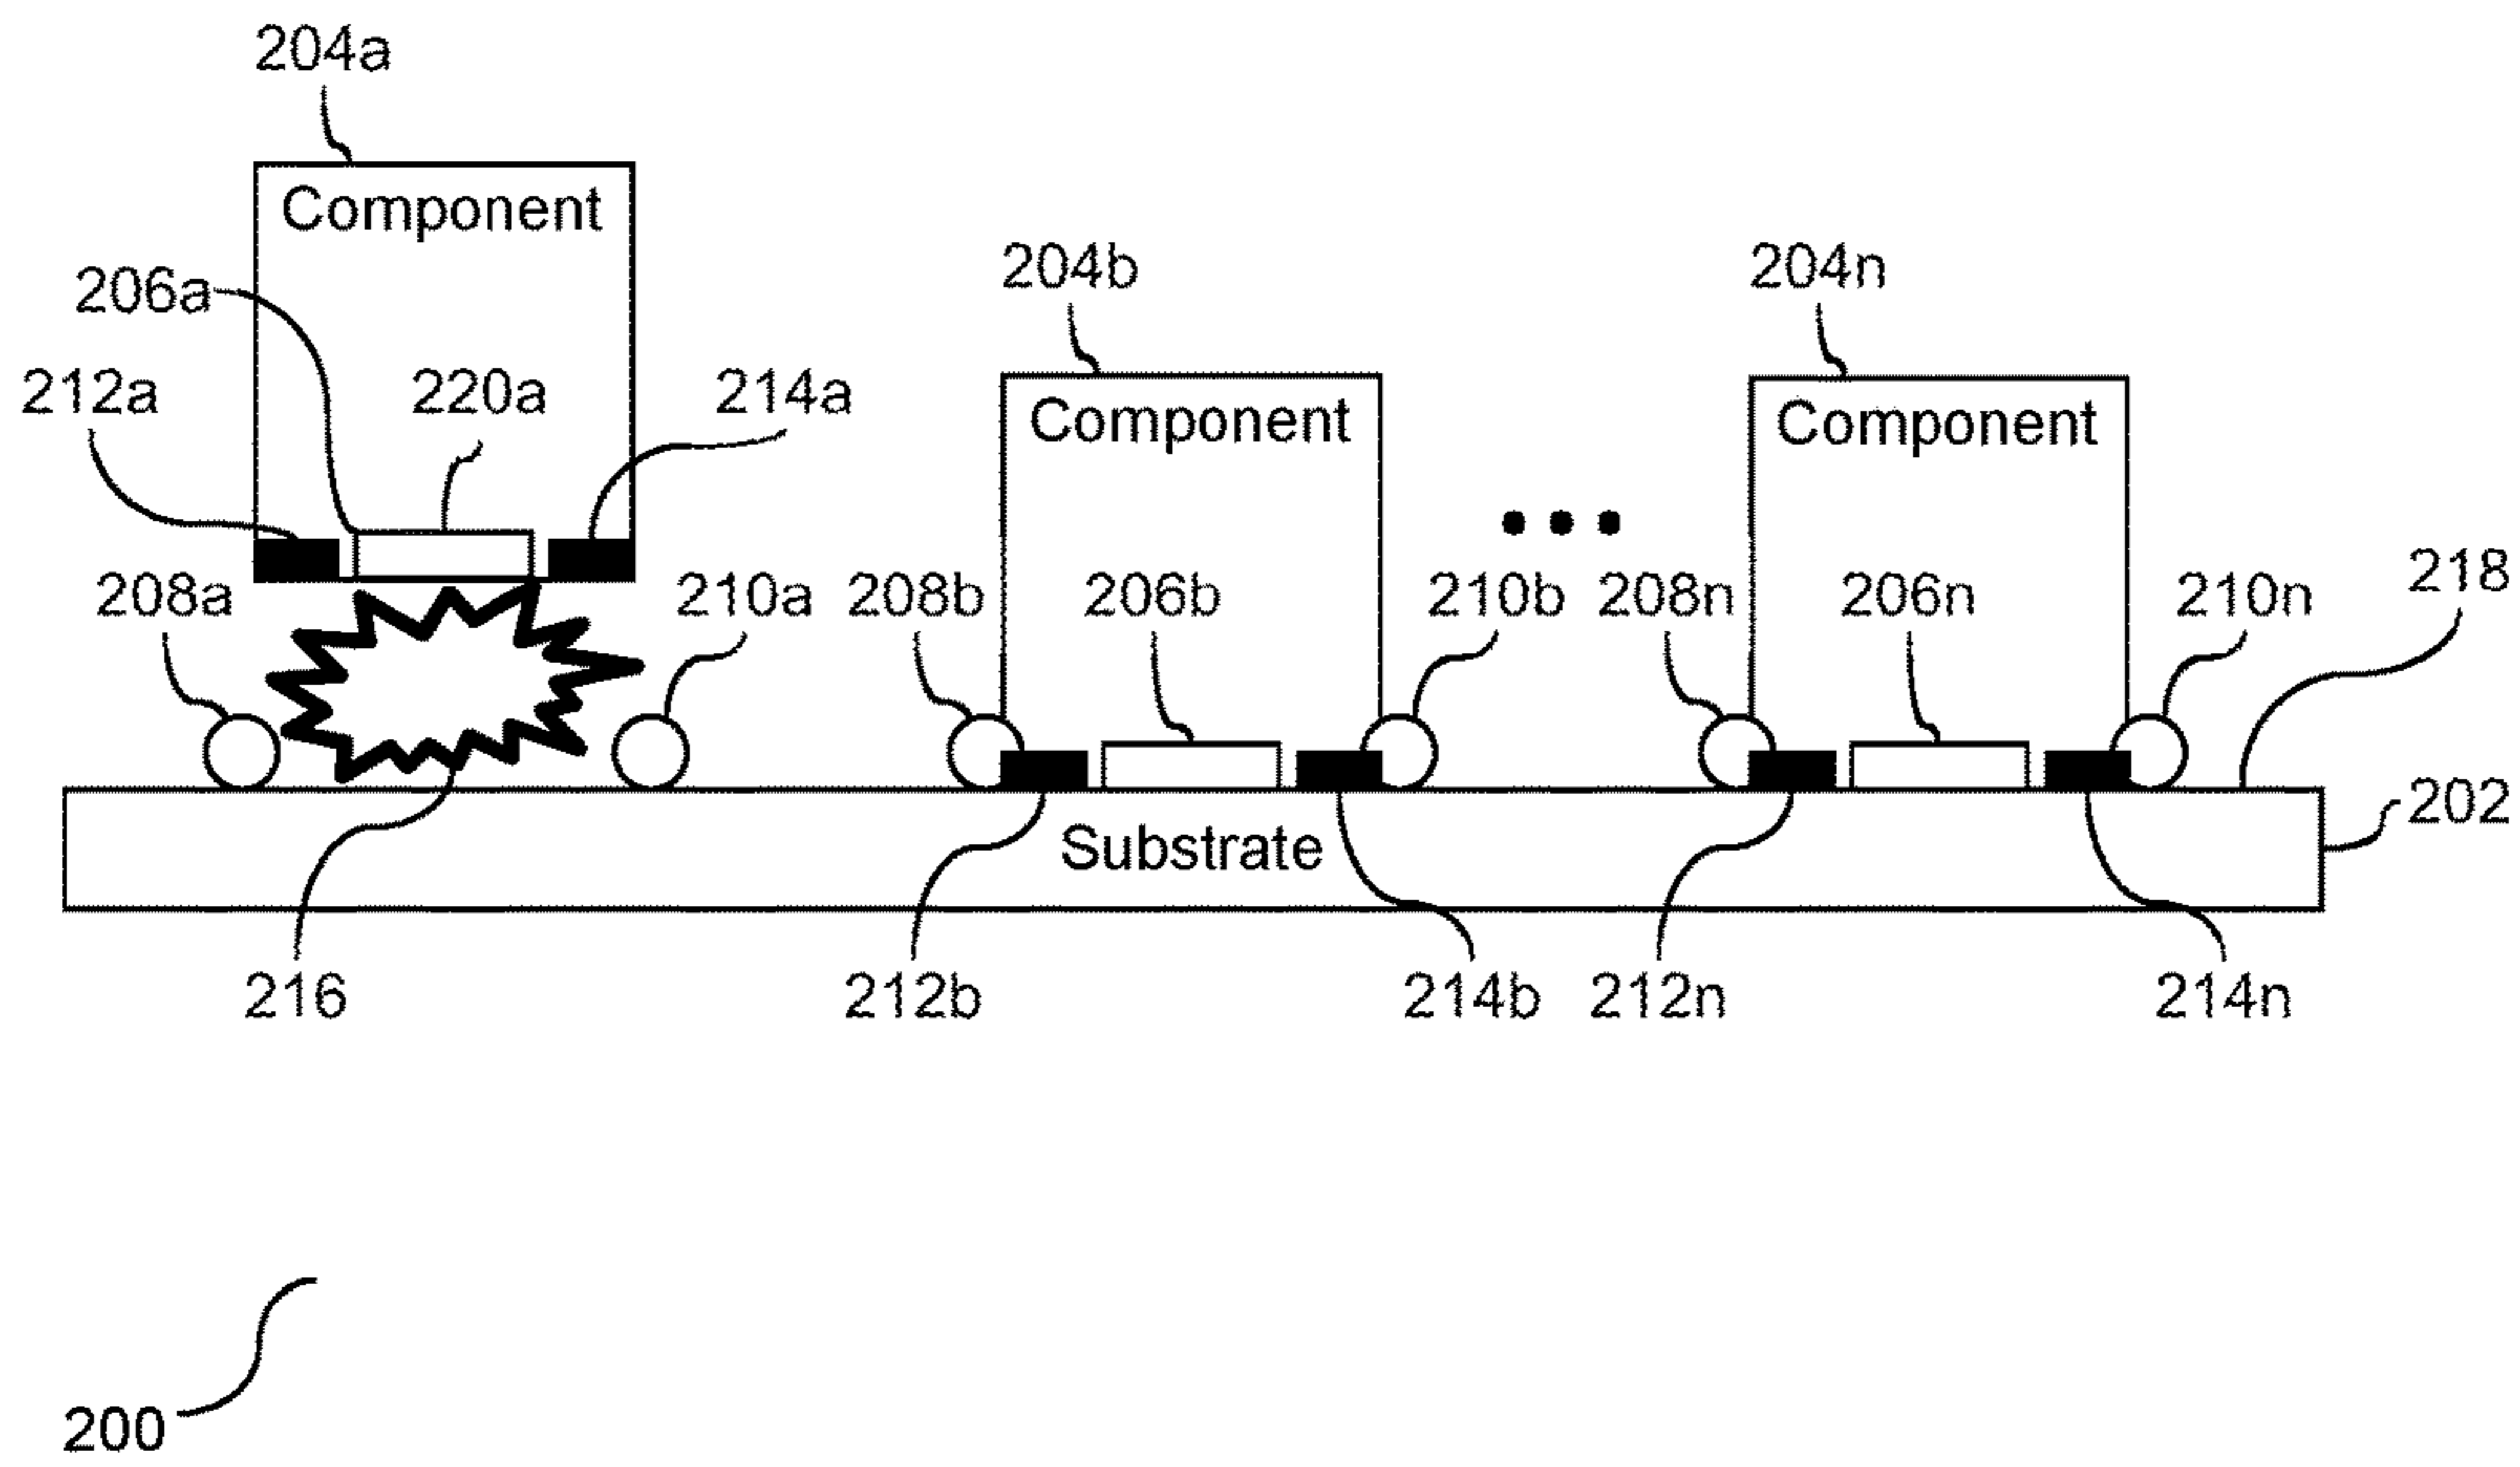 204a
Component
204b
204n
206a
212a
220a
214a
Component
Component
208a
210a
208b
206b
210b
208n
206n
210n
218
202
Substrate
216
212b
214b
212n
214n
200